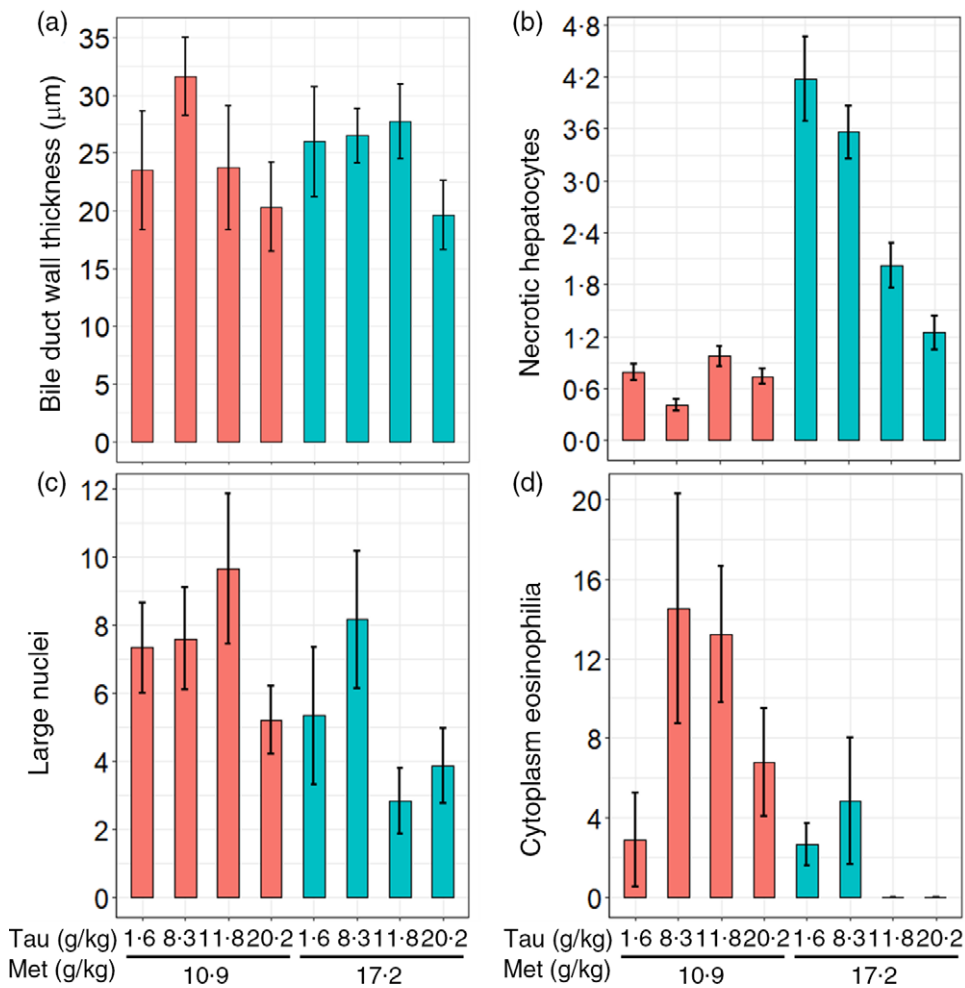 (a)
Bile duct wall thickness (μm)
35
30
25
20
15
10
5
0
(b)
Necrotic hepatocytes
4·8
4·2
3·6
3·0
2·4
1·8
1·2
0·6
0·0
(c)
Large nuclei
12
10
8
6
4
2
0
(d)
Cytoplasm eosinophilia
20
16
12
8
4
0
Tau (g/kg) 1·6 8·3 11·8 20·2 1·6 8·3 11·8 20·2
Met (g/kg) 10·9 17·2
Tau (g/kg) 1·6 8·3 11·8 20·2 1·6 8·3 11·8 20·2
Met (g/kg) 10·9 17·2